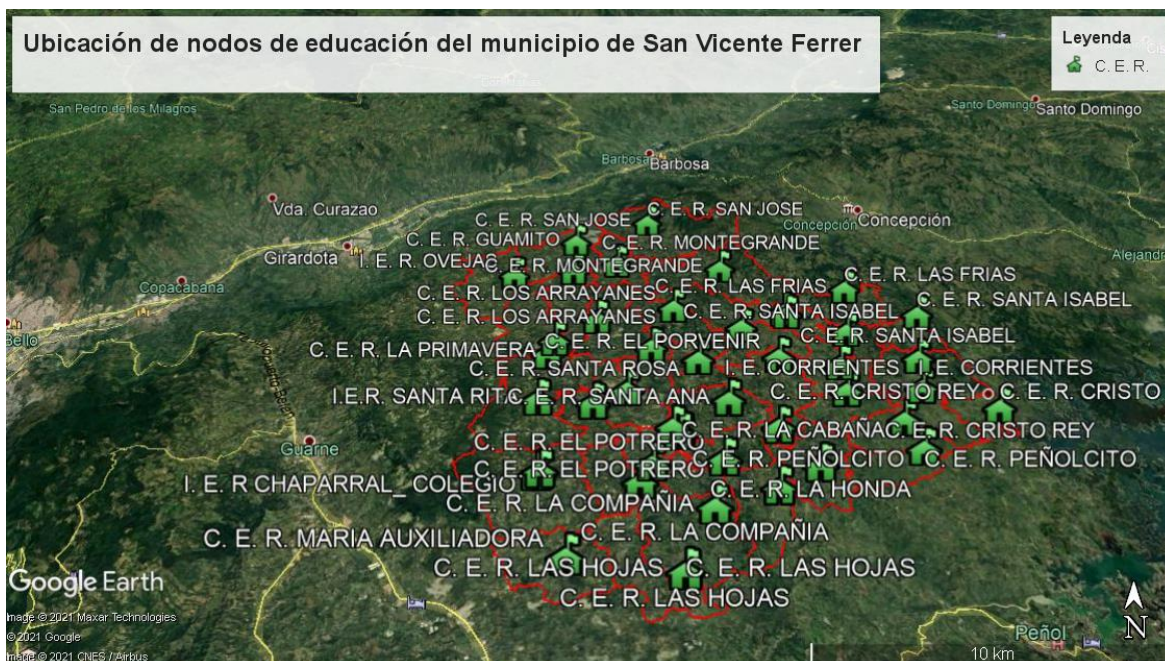 Ubicación de nodos de educación del municipio de San Vicente Ferrer
Leyenda
C. E. R.
San Pedro de los Milagros
Santo Domingo Santo Domingo
Barbosa Barbosa
Vda. Curazao
Concepción Concepción
C. E. R. SAN JOSE
C. E. R. SAN JOSE
C. E. R. GUAMITO
C. E. R. MONTEGRANDE
Girardota
I. E. R. OVEJAS
C. E. R. MONTEGRANDE
Alejandr
Copacabana
C. E. R. LAS FRIAS
C. E. R. LAS FRIAS
C. E. R. LOS ARRAYANES
C. E. R. SANTA ISABEL
C. E. R. LOS ARRAYANES
C. E. R. SANTA ISABEL
C. E. R. SANTA ISABEL
Bello
C. E. R. LA PRIMAVERA
C. E. R. EL PORVENIR
C. E. R. SANTA ROSA
I. E. CORRIENTES
I. E. CORRIENTES
I.E.R. SANTA RITA
C. E. R. SANTA ANA
C. E. R. CRISTO REY
C. E. R. CRISTO
Guarne
C. E. R. EL POTRERO
C. E. R. LA CABAÑA
C. E. R. CRISTO REY
C. E. R. EL POTRERO
C. E. R. PEÑOLCITO
C. E. R. PEÑOLCITO
I. E. R CHAPARRAL_ COLEGIO
C. E. R. LA HONDA
C. E. R. LA COMPAÑIA
C. E. R. MARIA AUXILIADORA
C. E. R. LA COMPAÑIA
C. E. R. LAS HOJAS
C. E. R. LAS HOJAS
C. E. R. LAS HOJAS
Google Earth
Image © 2021 Maxar Technologies
© 2021 Google
Image © 2021 CNES / Airbus
N
Peñol
10 km